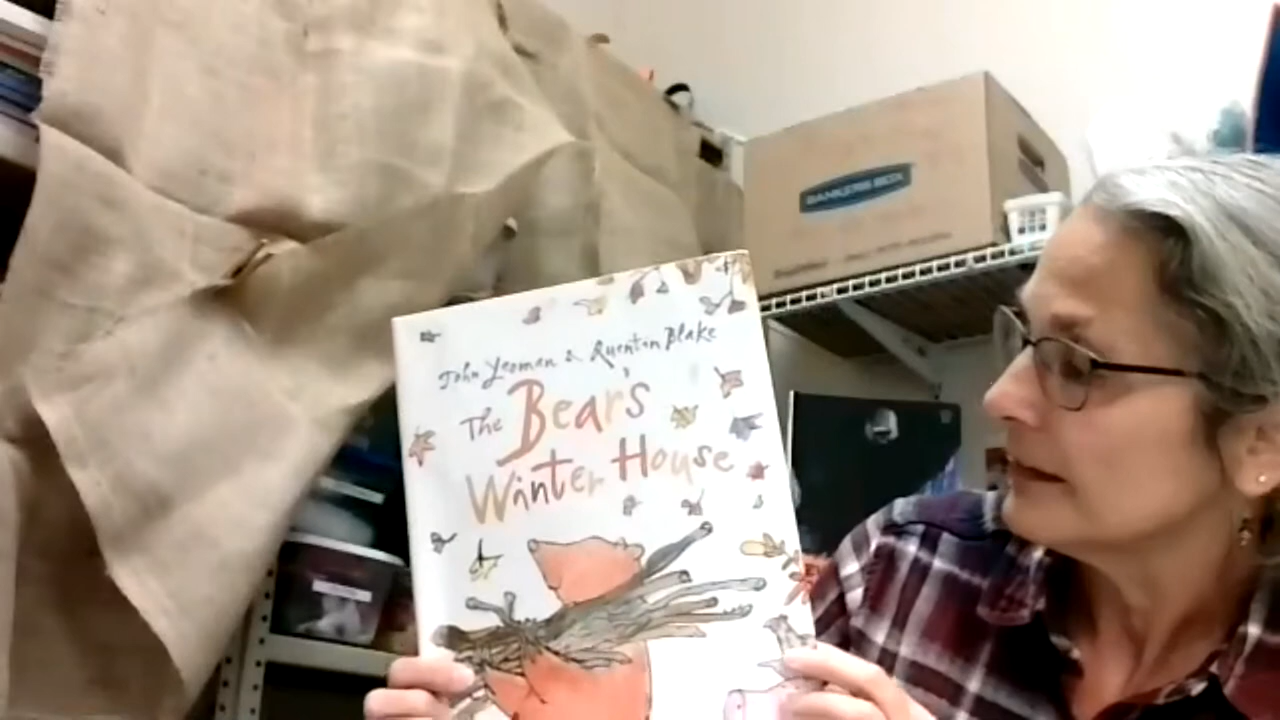 BANKERS BOX
John Yeoman & Quentin Blake
The Bear's
Winter House